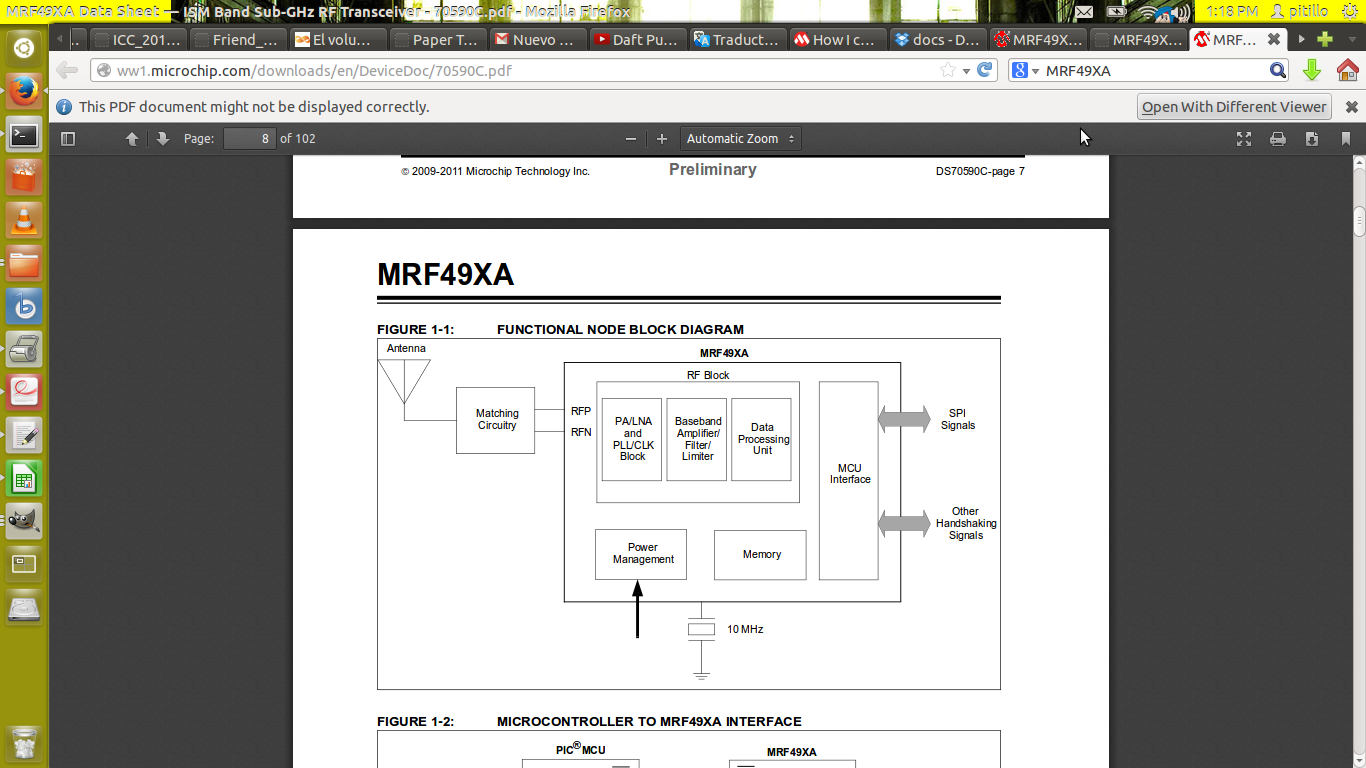 MRF49XA Data Sheet — ISM Band Sub-GHz RF Transceiver - 70590C.pdf - Mozilla Firefox
1:18 PM pitillo
.. ICC_201... Friend_... El volu... Paper T... Nuevo ... Daft Pu... Traduct... How I c... docs - D... MRF49X... MRF49X... MRF...
ww1.microchip.com/downloads/en/DeviceDoc/70590C.pdf
8 MRF49XA
This PDF document might not be displayed correctly.
Open With Different Viewer
Page: 8 of 102
Automatic Zoom
© 2009-2011 Microchip Technology Inc. Preliminary DS70590C-page 7
MRF49XA
FIGURE 1-1: FUNCTIONAL NODE BLOCK DIAGRAM
Antenna
MRF49XA
RF Block
Matching
Circuitry
RFP
RFN
PA/LNA
and
PLL/CLK
Block
Baseband
Amplifier/
Filter/
Limiter
Data
Processing
Unit
MCU
Interface
SPI
Signals
Other
Handshaking
Signals
Power
Management
Memory
10 MHz
FIGURE 1-2: MICROCONTROLLER TO MRF49XA INTERFACE
PIC® MCU
MRF49XA